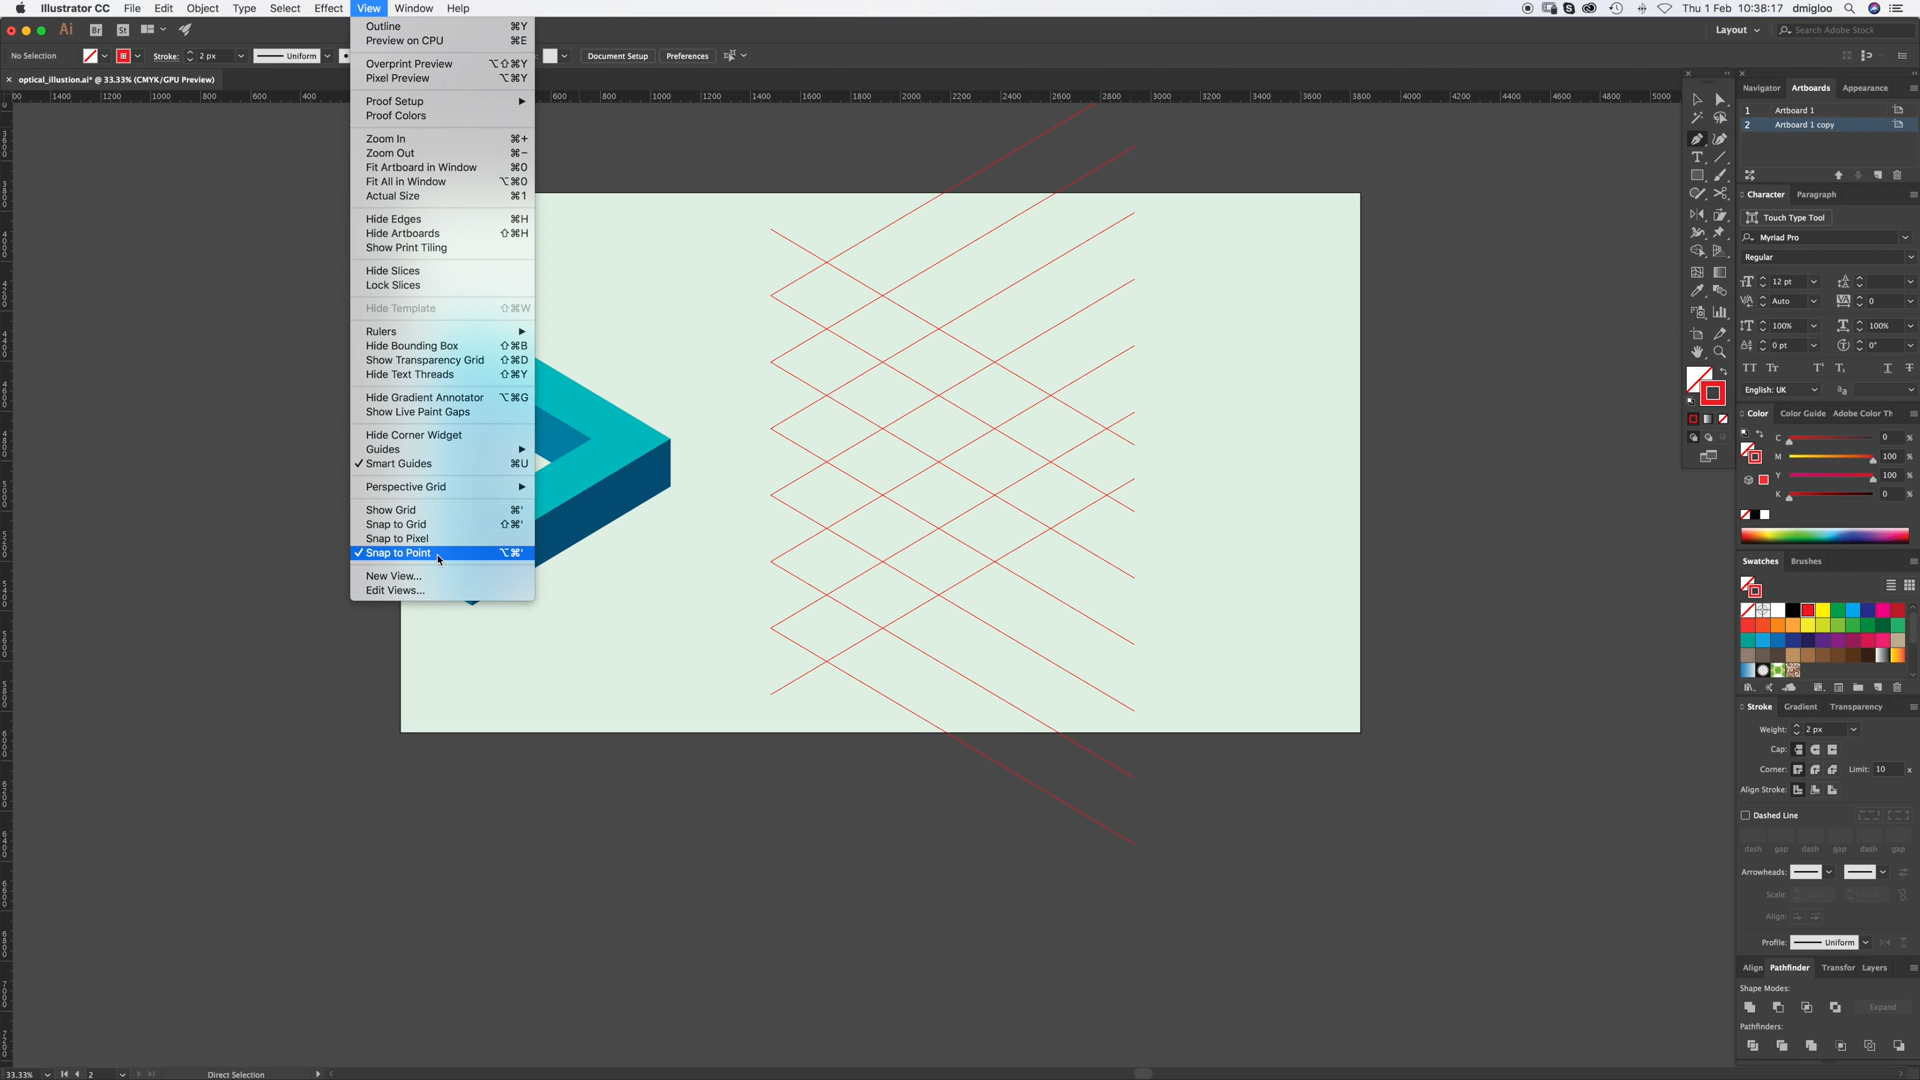 Illustrator CC File Edit Object Type Select Effect View Window Help
Thu 1 Feb 10:38:17 dmigloo
Ai Br St
Layout
Search Adobe Stock
No Selection
Stroke: 2 px
Uniform
Document Setup
Preferences
× optical_illustion.ai* @ 33.33% (CMYK/GPU Preview)
00 1400 1200 1000 800 600 400 600 800 1000 1200 1400 1600 1800 2000 2200 2400 2600 2800 3000 3200 3400 3600 3800 4000 4200 4400 4600 4800 5000
Outline ⌘Y
Preview on CPU ⌘E
Overprint Preview ⌥⇧⌘Y
Pixel Preview ⌥⌘Y
Proof Setup
Proof Colors
Zoom In ⌘+
Zoom Out ⌘−
Fit Artboard in Window ⌘0
Fit All in Window ⌥⌘0
Actual Size ⌘1
Hide Edges ⌘H
Hide Artboards ⇧⌘H
Show Print Tiling
Hide Slices
Lock Slices
Hide Template ⇧⌘W
Rulers
Hide Bounding Box ⇧⌘B
Show Transparency Grid ⇧⌘D
Hide Text Threads ⇧⌘Y
Hide Gradient Annotator ⌥⌘G
Show Live Paint Gaps
Hide Corner Widget
Guides
✓ Smart Guides ⌘U
Perspective Grid
Show Grid ⌘'
Snap to Grid ⇧⌘'
Snap to Pixel
✓ Snap to Point ⌥⌘'
New View...
Edit Views...
Navigator Artboards Appearance
1 Artboard 1
2 Artboard 1 copy
Character Paragraph
Touch Type Tool
Myriad Pro
Regular
12 pt
Auto 0
100% 100%
0 pt 0°
English: UK
Color Color Guide Adobe Color Th
C 0 %
M 100 %
Y 100 %
K 0 %
Swatches Brushes
Stroke Gradient Transparency
Weight: 2 px
Cap:
Corner: Limit: 10 x
Align Stroke:
Dashed Line
dash gap dash gap dash gap
Arrowheads:
Scale:
Align:
Profile: Uniform
Align Pathfinder Transfor Layers
Shape Modes:
Expand
Pathfinders:
33.33% 2 Direct Selection